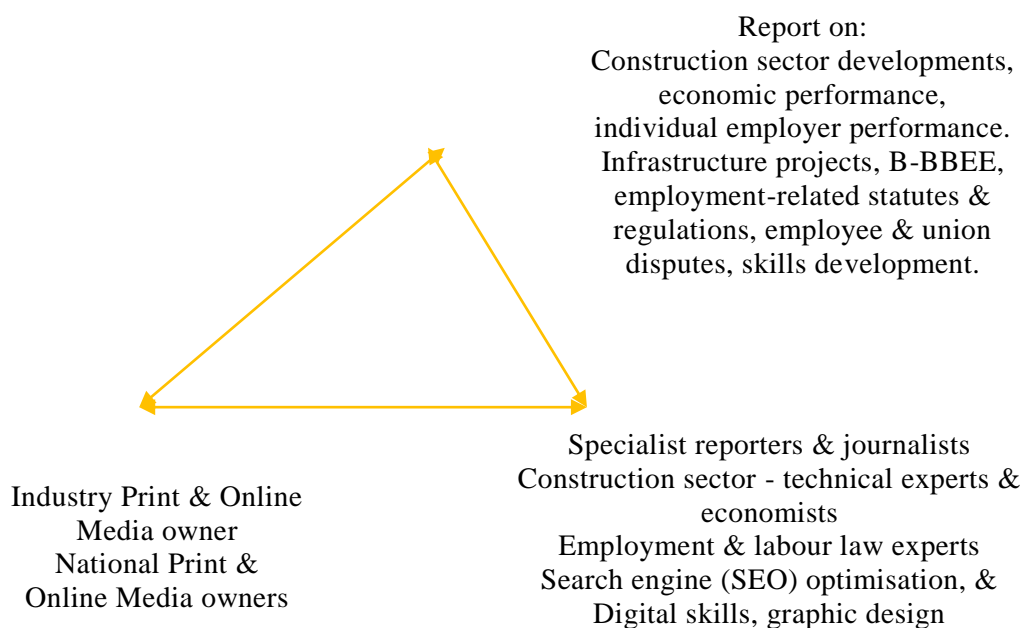 Report on:
Construction sector developments,
economic performance,
individual employer performance.
Infrastructure projects, B-BBEE,
employment-related statutes &
regulations, employee & union
disputes, skills development.
Industry Print & Online
Media owner
National Print &
Online Media owners
Specialist reporters & journalists
Construction sector - technical experts &
economists
Employment & labour law experts
Search engine (SEO) optimisation, &
Digital skills, graphic design